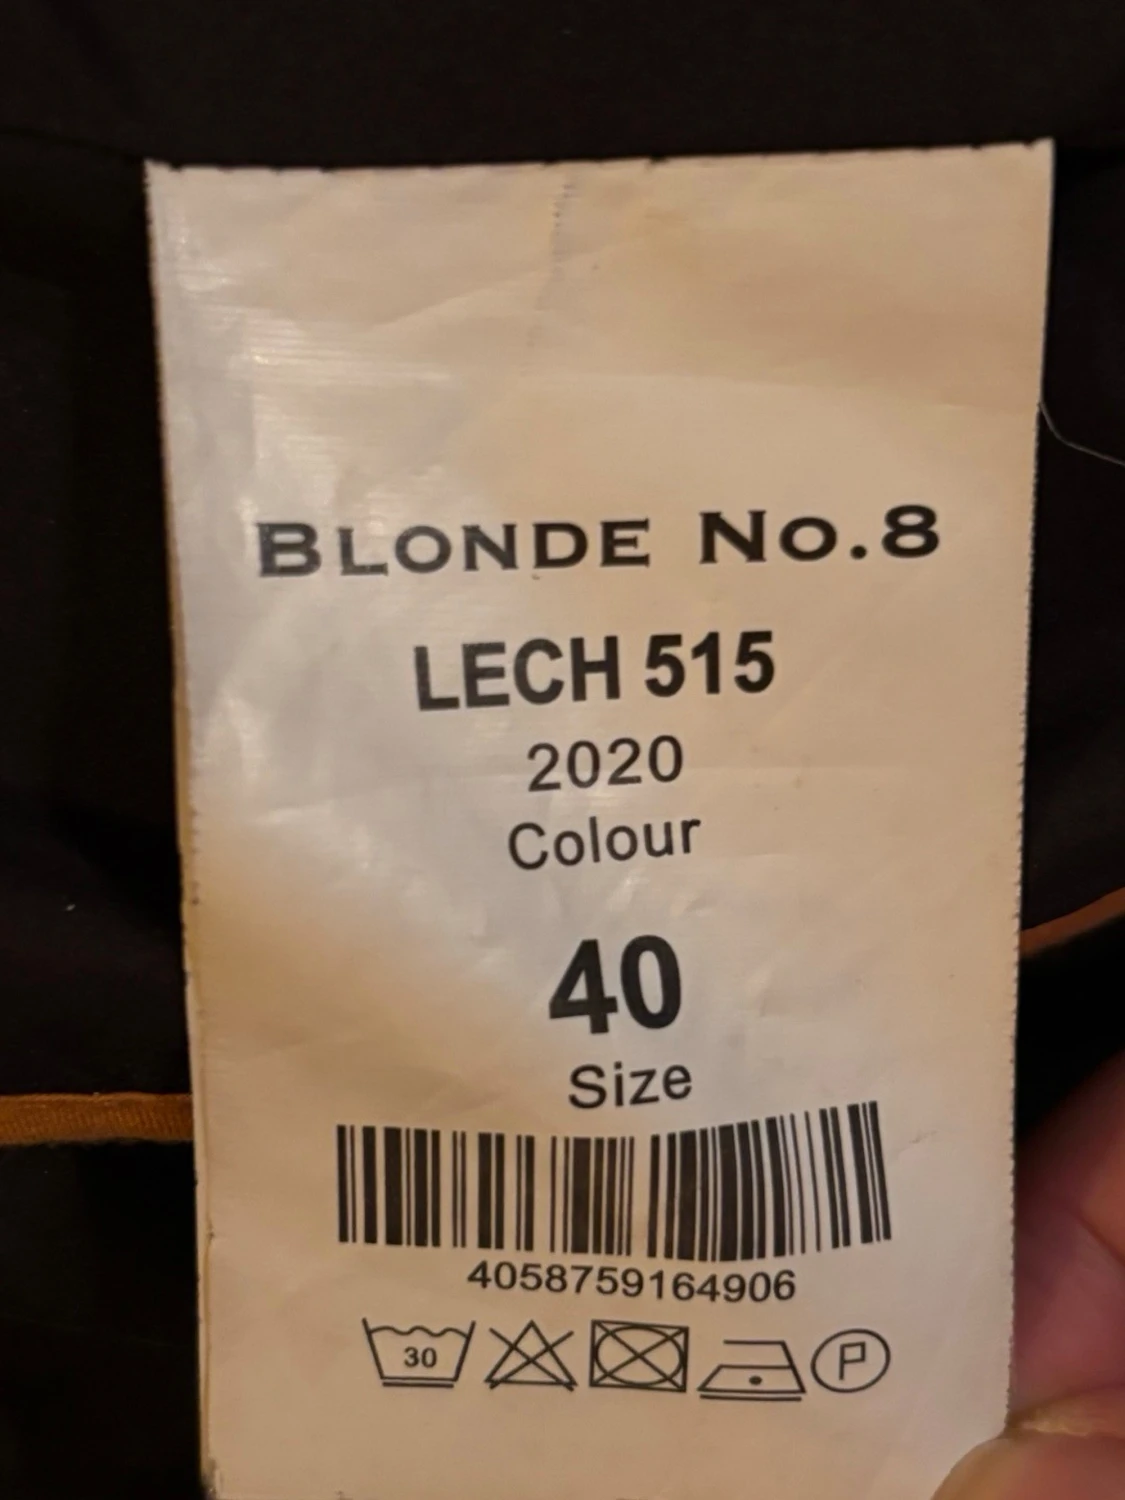 BLONDE NO.8
LECH 515
2020
Colour
40
Size
4058759164906
30
P